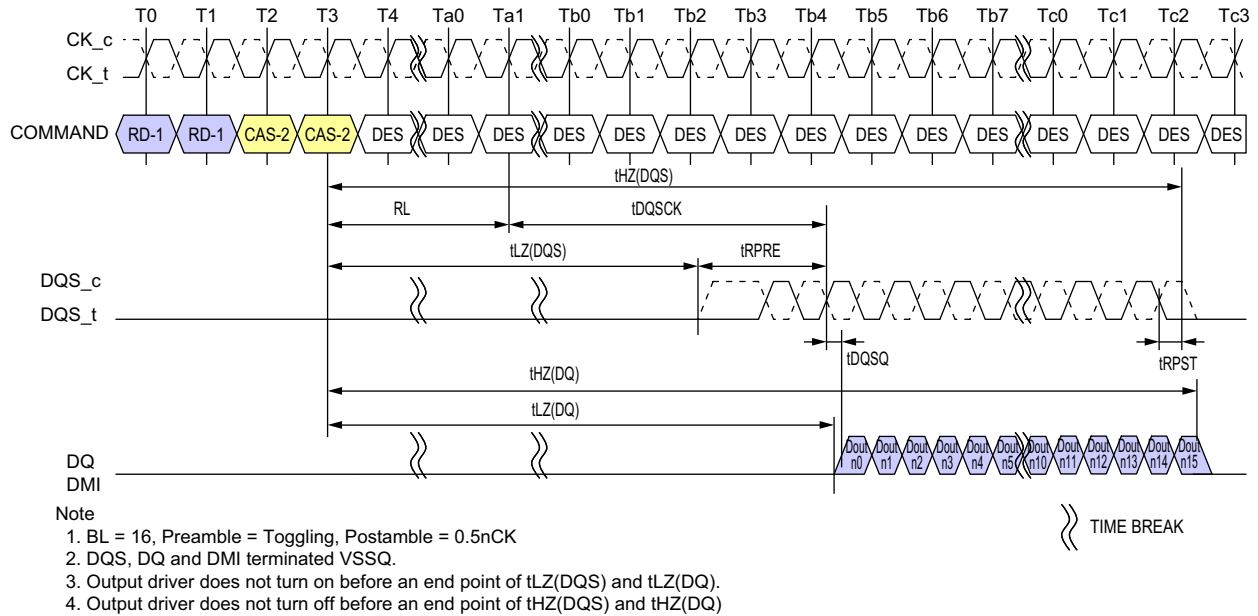 T0 T1 T2 T3 T4 Ta0 Ta1 Tb0 Tb1 Tb2 Tb3 Tb4 Tb5 Tb6 Tb7 Tc0 Tc1 Tc2 Tc3
CK_c
CK_t
COMMAND RD-1 RD-1 CAS-2 CAS-2 DES DES DES DES DES DES DES DES DES DES DES DES DES DES DES
tHZ(DQS)
RL tDQSCK
tLZ(DQS) tRPRE
DQS_c
DQS_t
tDQSQ tRPST
tHZ(DQ)
tLZ(DQ)
Dout Dout Dout Dout Dout Dout Dout Dout Dout Dout Dout Dout
n0 n1 n2 n3 n4 n5 n10 n11 n12 n13 n14 n15
DQ
DMI
TIME BREAK
Note
1. BL = 16, Preamble = Toggling, Postamble = 0.5nCK
2. DQS, DQ and DMI terminated VSSQ.
3. Output driver does not turn on before an end point of tLZ(DQS) and tLZ(DQ).
4. Output driver does not turn off before an end point of tHZ(DQS) and tHZ(DQ)